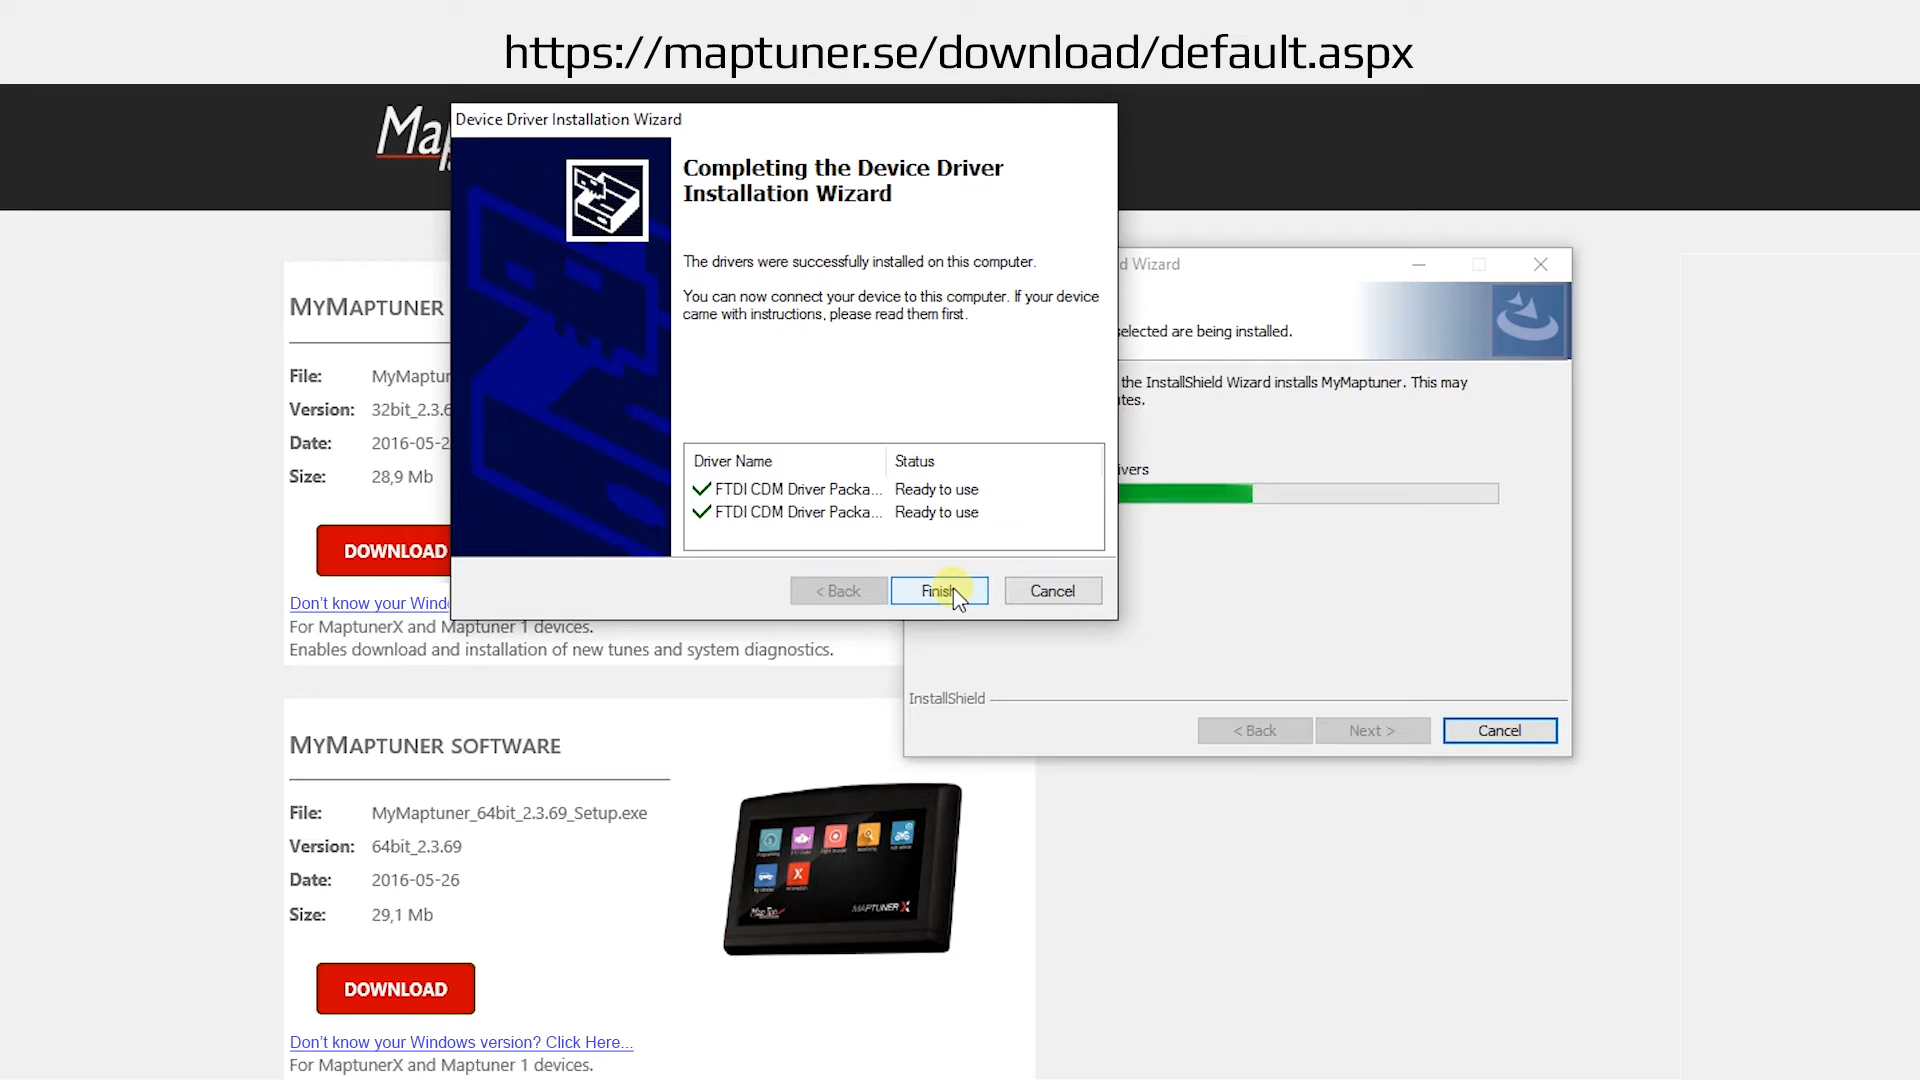 https://maptuner.se/download/default.aspx
Map
Device Driver Installation Wizard
Completing the Device Driver
Installation Wizard
The drivers were successfully installed on this computer.
You can now connect your device to this computer. If your device
came with instructions, please read them first.
Driver Name Status
FTDI CDM Driver Packa... Ready to use
FTDI CDM Driver Packa... Ready to use
< Back Finish Cancel
d Wizard
selected are being installed.
the InstallShield Wizard installs MyMaptuner. This may
tes.
ivers
InstallShield
< Back Next > Cancel
MYMAPTUNER
File: MyMaptun
Version: 32bit_2.3.6
Date: 2016-05-2
Size: 28,9 Mb
DOWNLOAD
Don't know your Windo
For MaptunerX and Maptuner 1 devices.
Enables download and installation of new tunes and system diagnostics.
MYMAPTUNER SOFTWARE
File: MyMaptuner_64bit_2.3.69_Setup.exe
Version: 64bit_2.3.69
Date: 2016-05-26
Size: 29,1 Mb
DOWNLOAD
Don't know your Windows version? Click Here...
For MaptunerX and Maptuner 1 devices.
MAPTUNER X